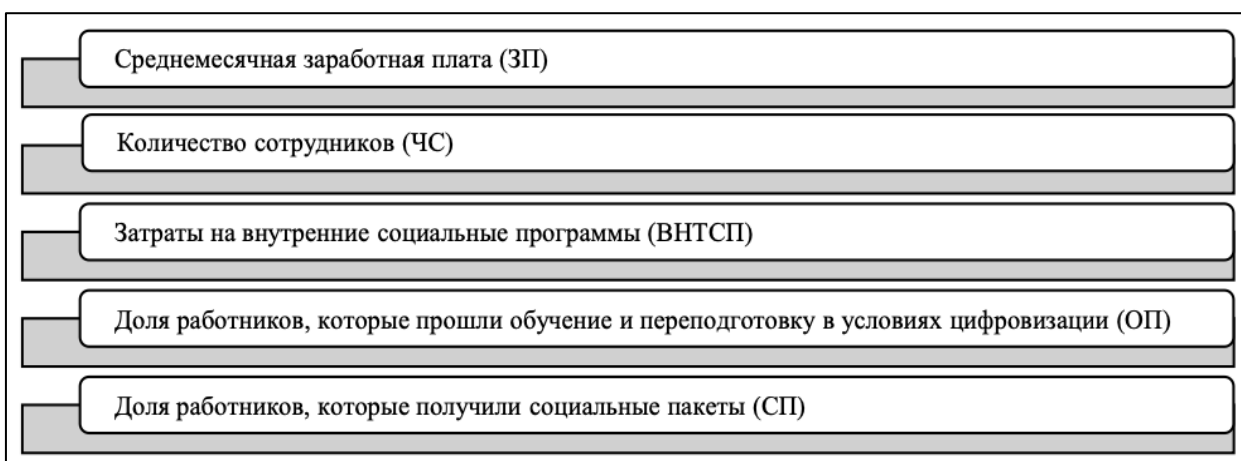 Среднемесячная заработная плата (ЗП)
Количество сотрудников (ЧС)
Затраты на внутренние социальные программы (ВНТСП)
Доля работников, которые прошли обучение и переподготовку в условиях цифровизации (ОП)
Доля работников, которые получили социальные пакеты (СП)